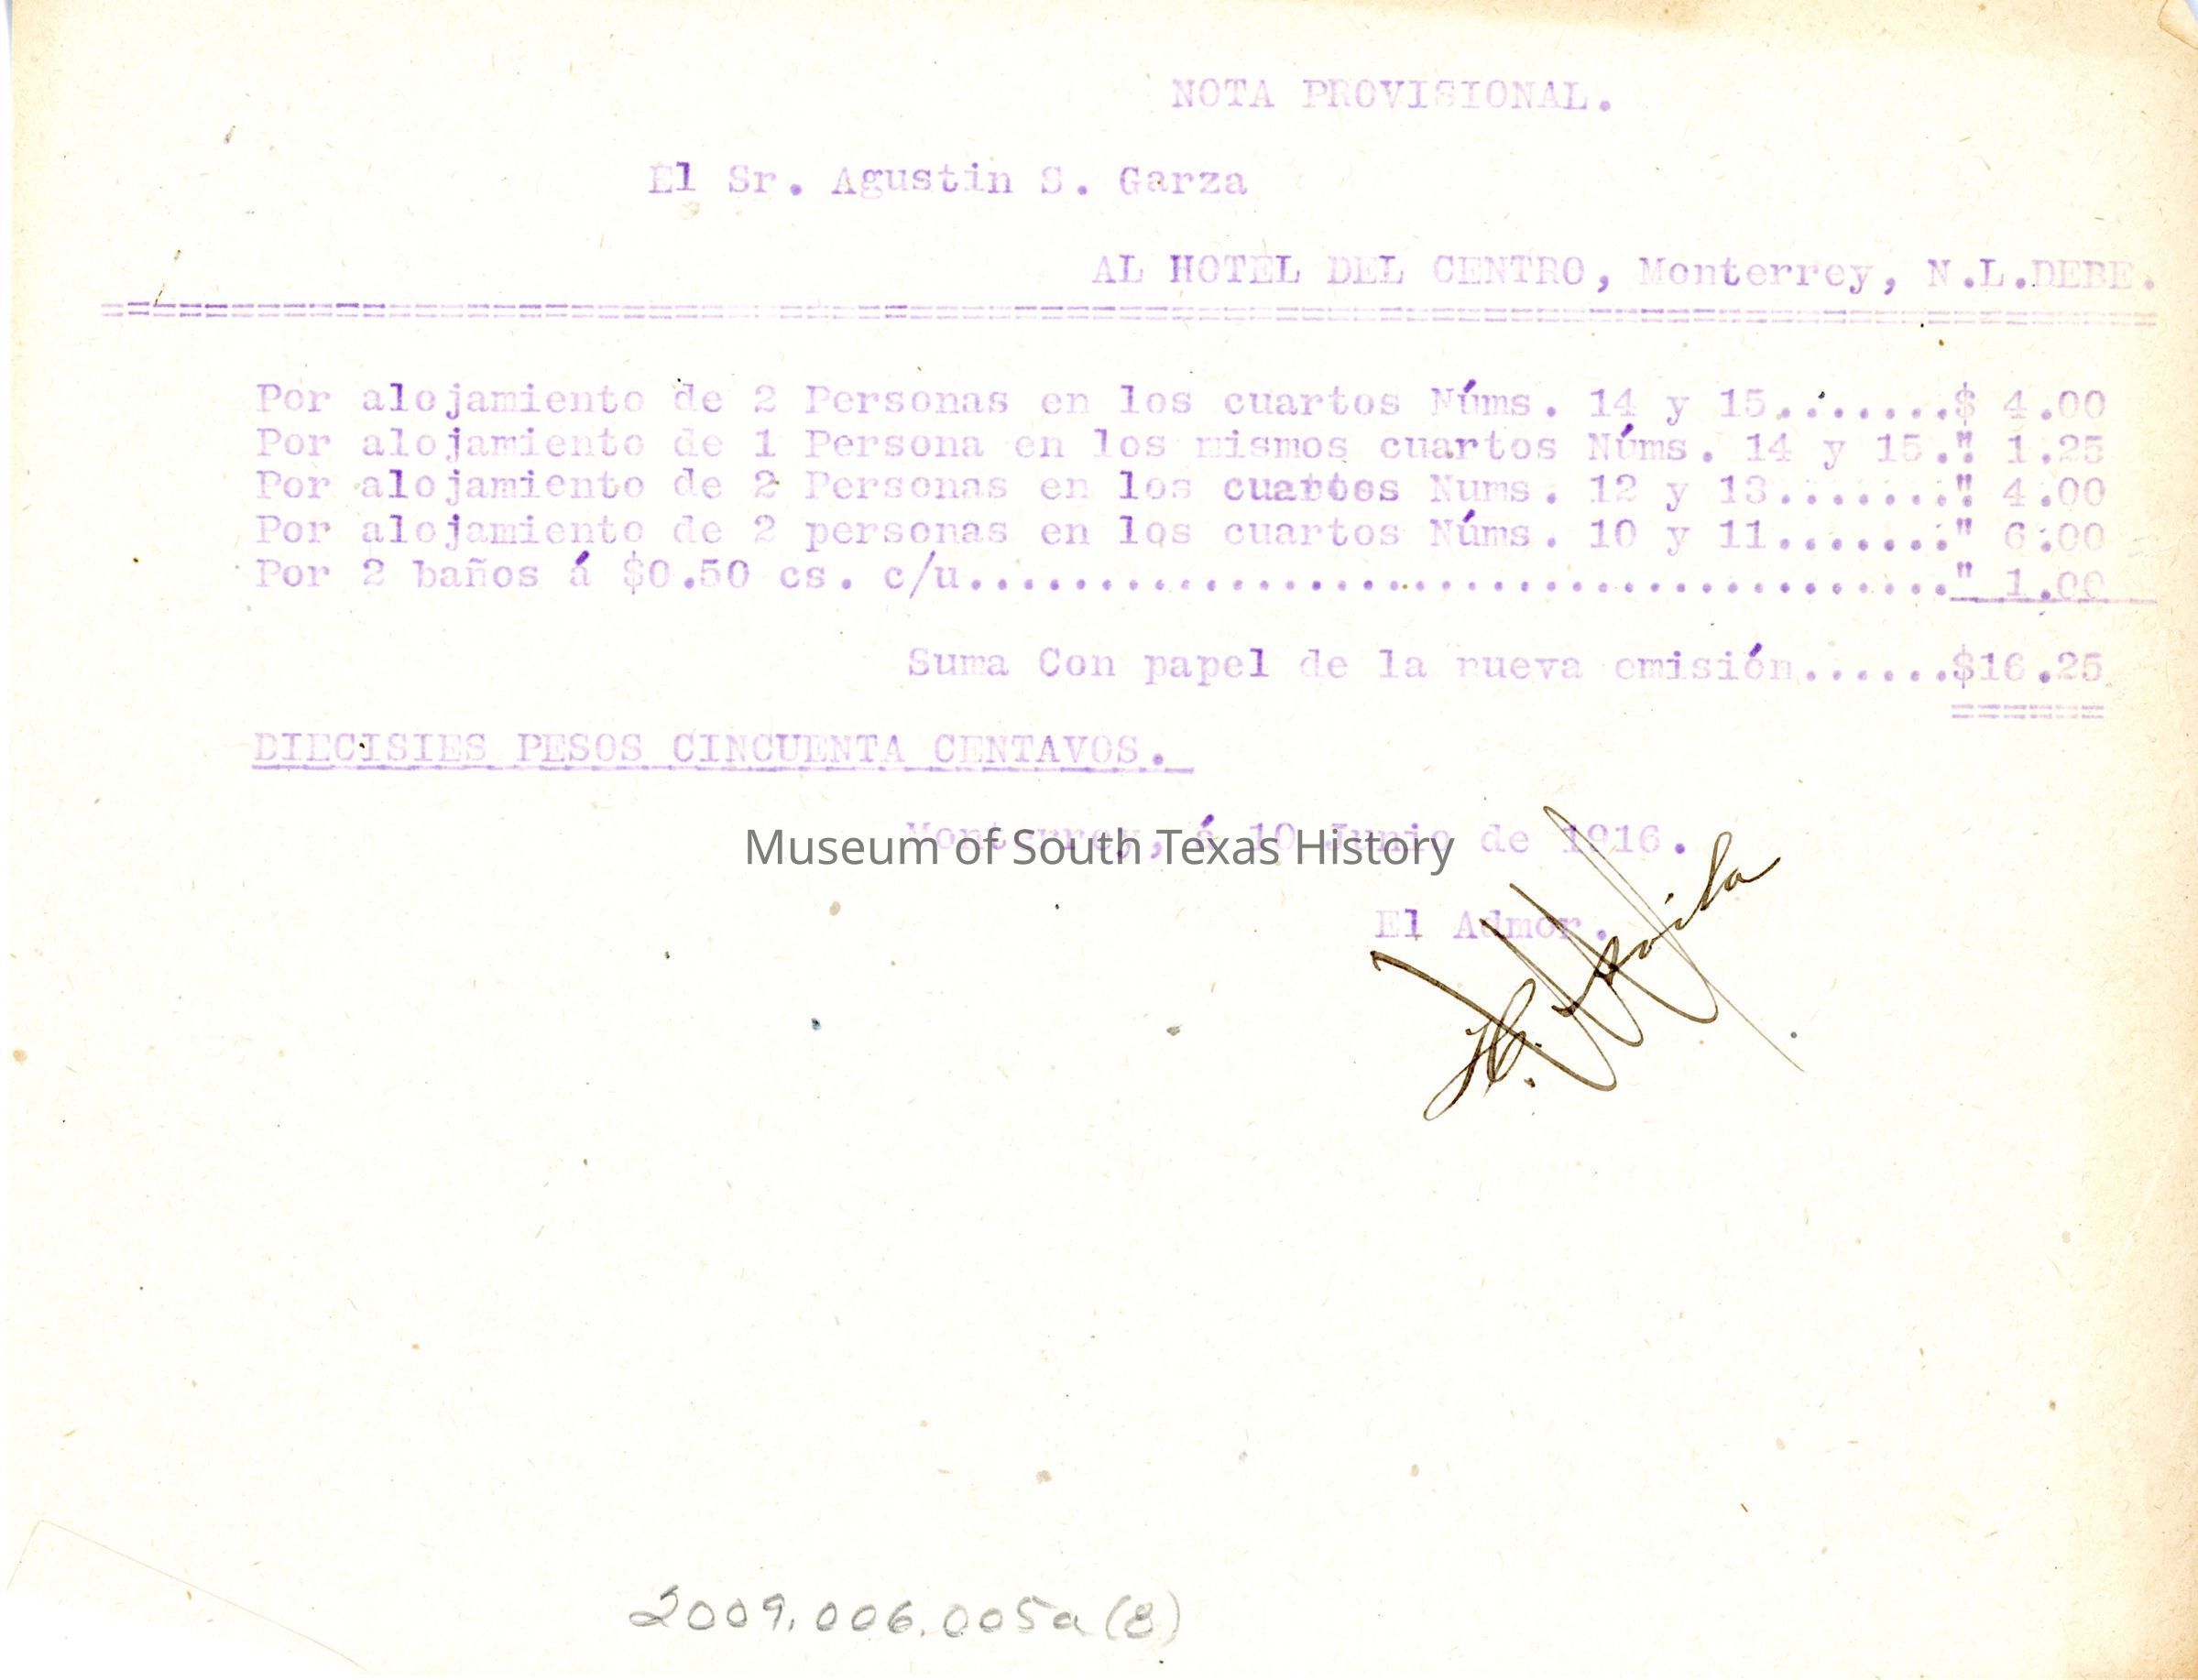 NOTA PROVISIONAL.
El Sr. Agustin S. Garza
AL HOTEL DEL CENTRO, Monterrey, N.L.DEBE.
Por alojamiento de 2 Personas en los cuartos Núms. 14 y 15.......$ 4.00
Por alojamiento de 1 Persona en los mismos cuartos Núms. 14 y 15." 1.25
Por alojamiento de 2 Personas en los cuartos Nums. 12 y 13......." 4.00
Por alojamiento de 2 personas en los cuartos Núms. 10 y 11......." 6.00
Por 2 baños á $0.50 cs. c/u......................................" 1.00
Suma Con papel de la nueva emisión......$16.25
DIECISIES PESOS CINCUENTA CENTAVOS.
Monterrey, á 10 Junio de 1916.
Museum of South Texas History
El Admor.
2009.006.005a(8)